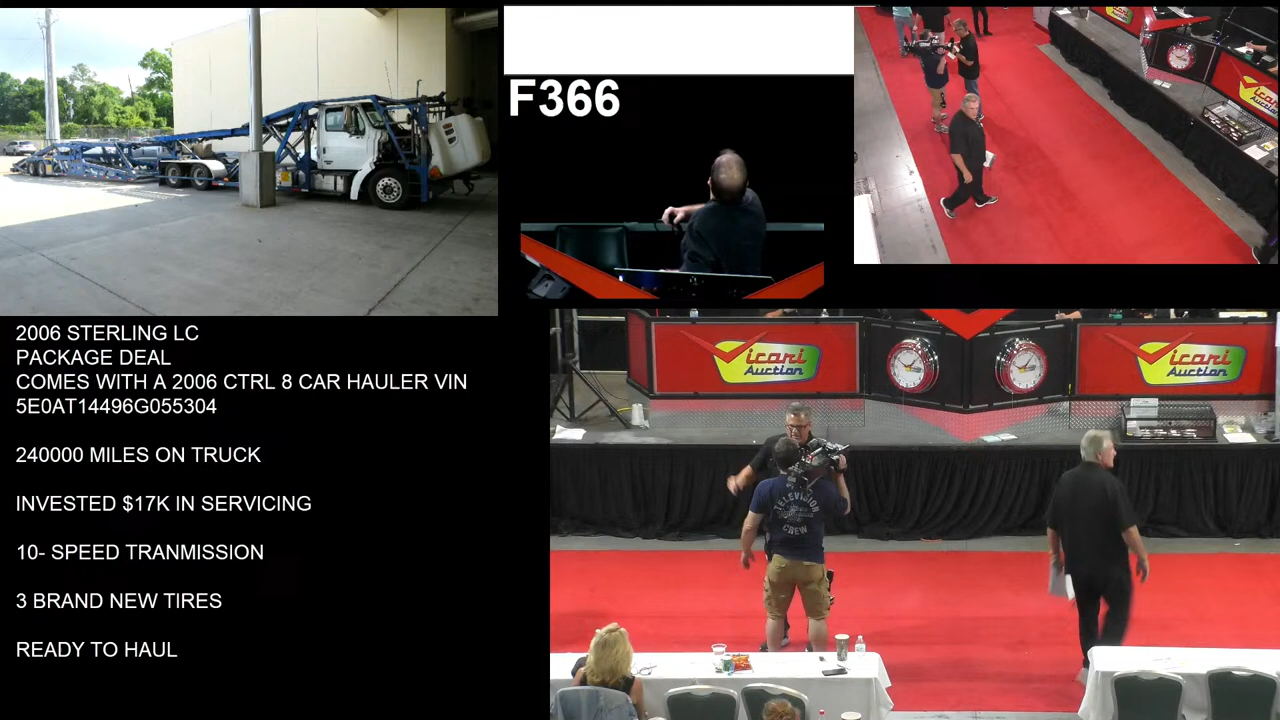 F366
2006 STERLING LC
PACKAGE DEAL
COMES WITH A 2006 CTRL 8 CAR HAULER VIN
5E0AT14496G055304
240000 MILES ON TRUCK
INVESTED $17K IN SERVICING
10- SPEED TRANMISSION
3 BRAND NEW TIRES
READY TO HAUL
Vicari
Auction
Vicari
Auction
Vicari
Auction
TELEVISION
CREW